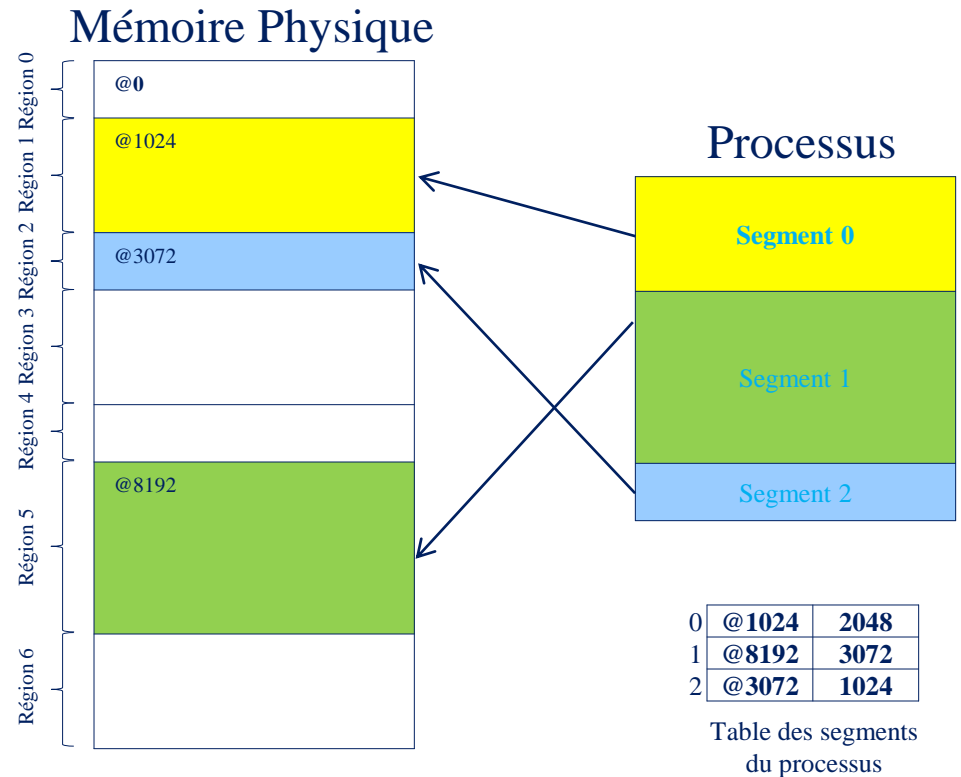 Mémoire Physique
Région 0
@0
Région 1
@1024
Région 2
@3072
Région 3
Région 4
Région 5
@8192
Région 6
Processus
Segment 0
Segment 1
Segment 2
0 @1024 2048
1 @8192 3072
2 @3072 1024
Table des segments
du processus